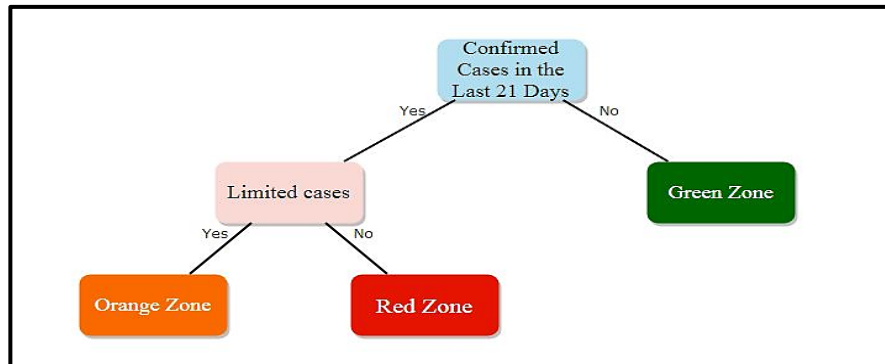 Confirmed
Cases in the
Last 21 Days
Yes
No
Limited cases
Green Zone
Yes
No
Orange Zone
Red Zone